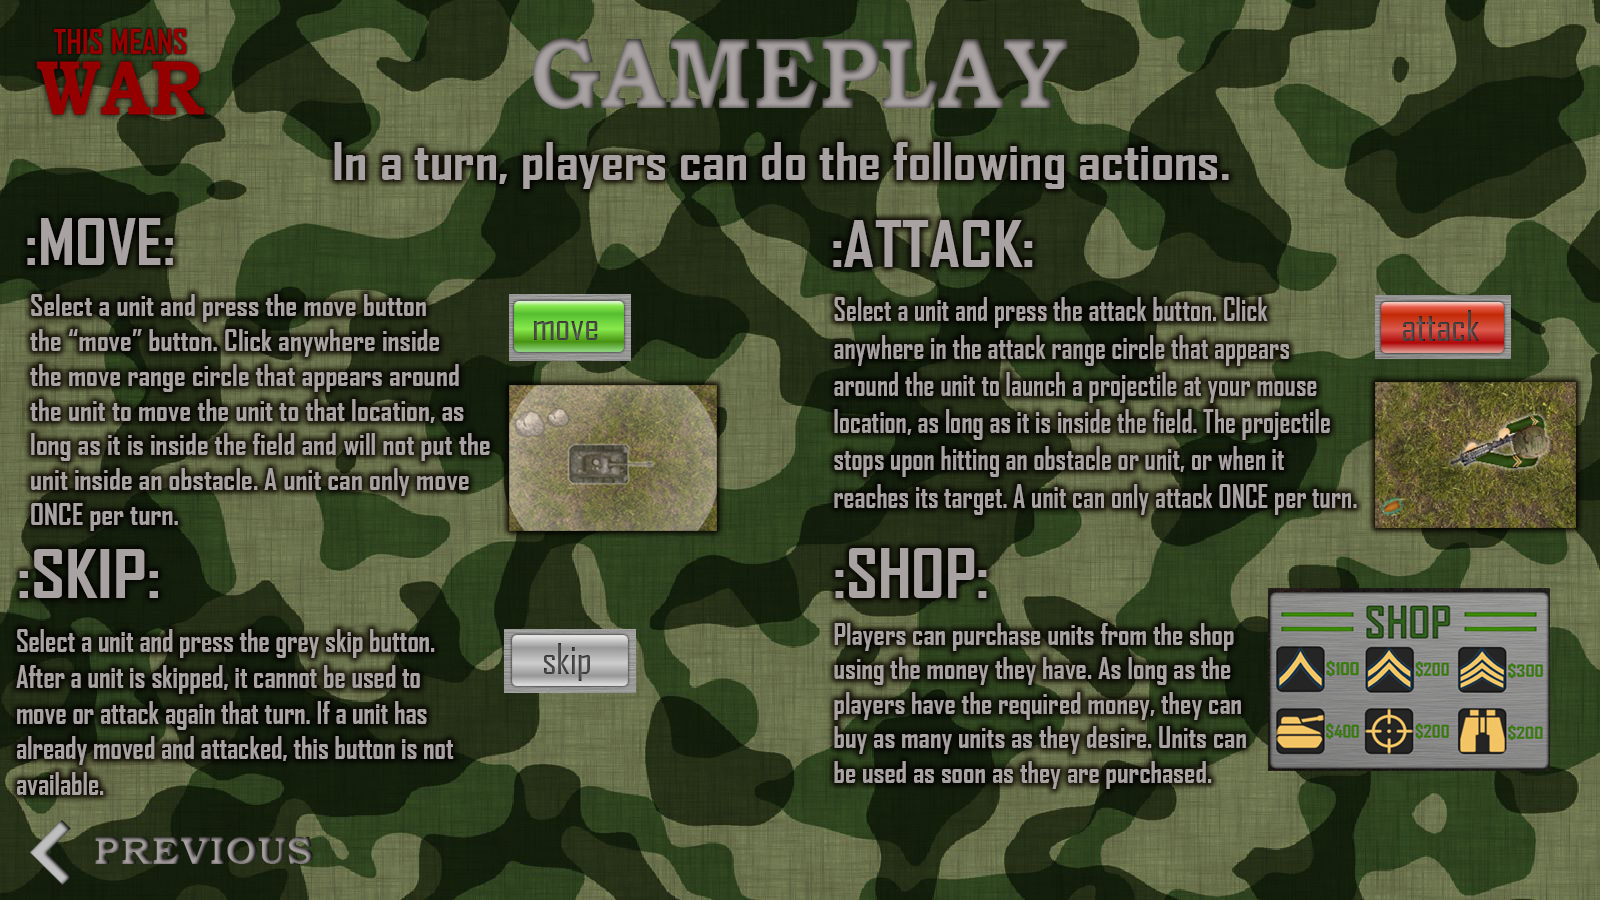 THIS MEANS
WAR
GAMEPLAY
In a turn, players can do the following actions.
:MOVE:
Select a unit and press the move button
the “move” button. Click anywhere inside
the move range circle that appears around
the unit to move the unit to that location, as
long as it is inside the field and will not put the
unit inside an obstacle. A unit can only move
ONCE per turn.
move
:ATTACK:
Select a unit and press the attack button. Click
anywhere in the attack range circle that appears
around the unit to launch a projectile at your mouse
location, as long as it is inside the field. The projectile
stops upon hitting an obstacle or unit, or when it
reaches its target. A unit can only attack ONCE per turn.
attack
:SKIP:
Select a unit and press the grey skip button.
After a unit is skipped, it cannot be used to
move or attack again that turn. If a unit has
already moved and attacked, this button is not
available.
skip
:SHOP:
Players can purchase units from the shop
using the money they have. As long as the
players have the required money, they can
buy as many units as they desire. Units can
be used as soon as they are purchased.
SHOP
$100 $200 $300
$400 $200 $200
PREVIOUS